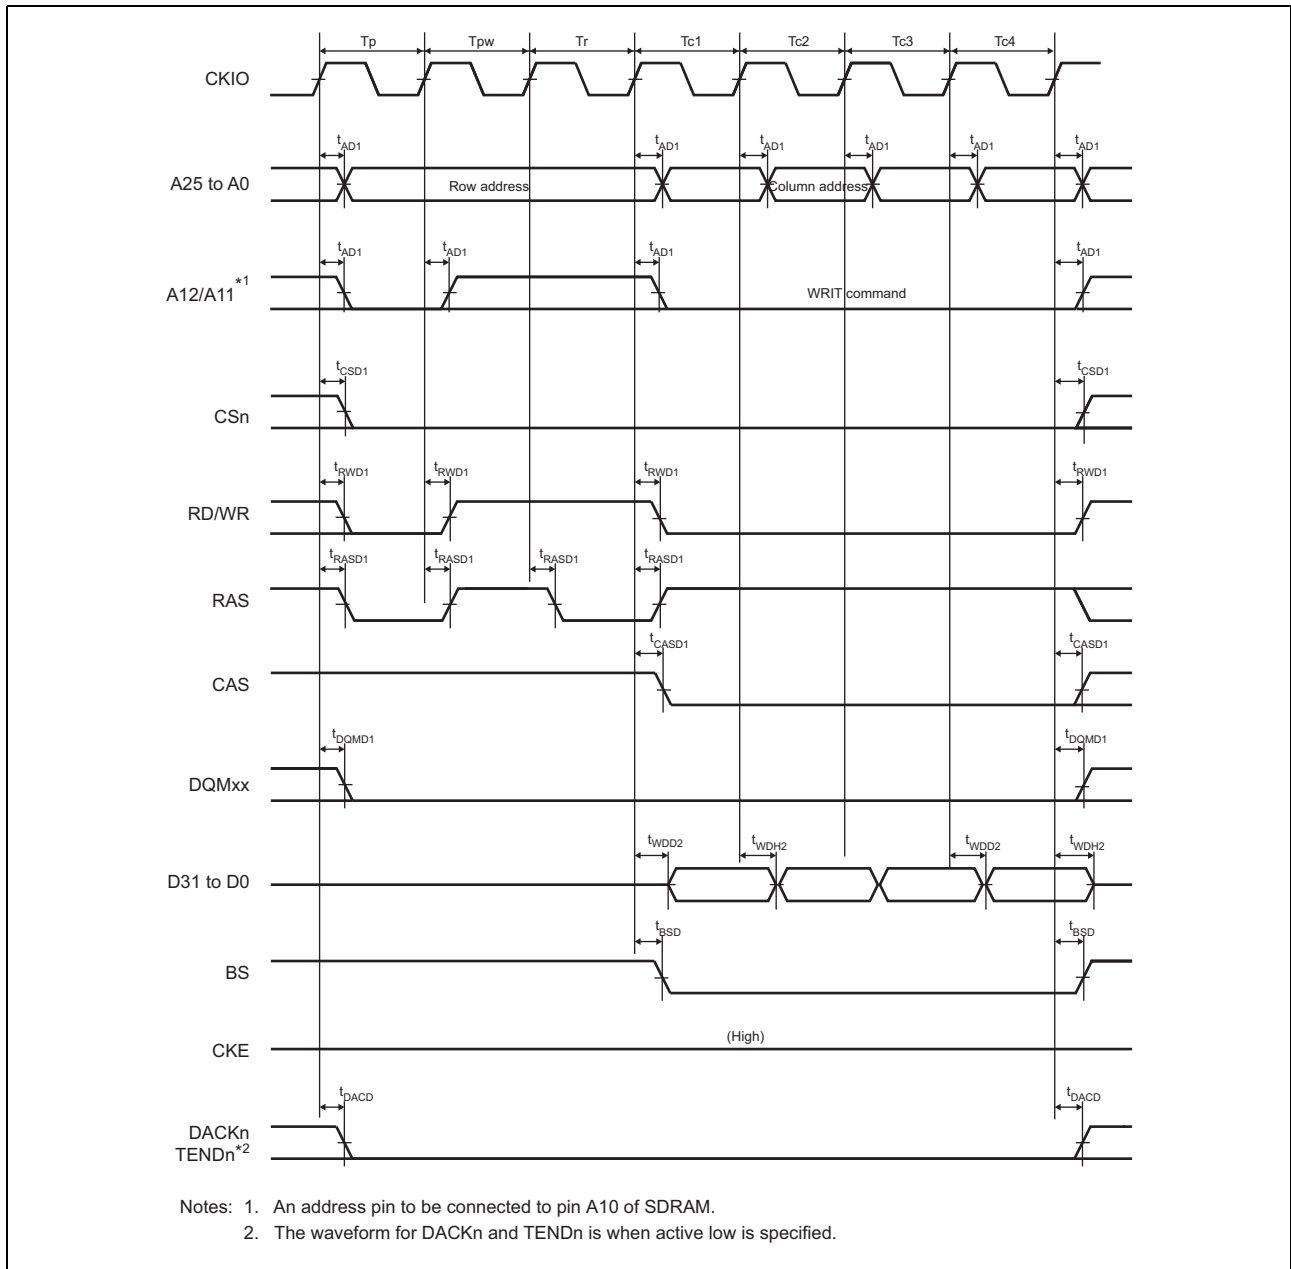 Tp Tpw Tr Tc1 Tc2 Tc3 Tc4
CKIO
tAD1 tAD1 tAD1 tAD1 tAD1 tAD1
A25 to A0 Row address Column address
tAD1 tAD1 tAD1 tAD1
A12/A11*1 WRIT command
tCSD1 tCSD1
CSn
tRWD1 tRWD1 tRWD1 tRWD1
RD/WR
tRASD1 tRASD1 tRASD1 tRASD1
RAS
tCASD1 tCASD1
CAS
tDQMD1 tDQMD1
DQMxx
tWDD2 tWDH2 tWDD2 tWDH2
D31 to D0
tBSD tBSD
BS
(High)
CKE
tDACD tDACD
DACKn
TENDn*2
Notes: 1. An address pin to be connected to pin A10 of SDRAM.
2. The waveform for DACKn and TENDn is when active low is specified.